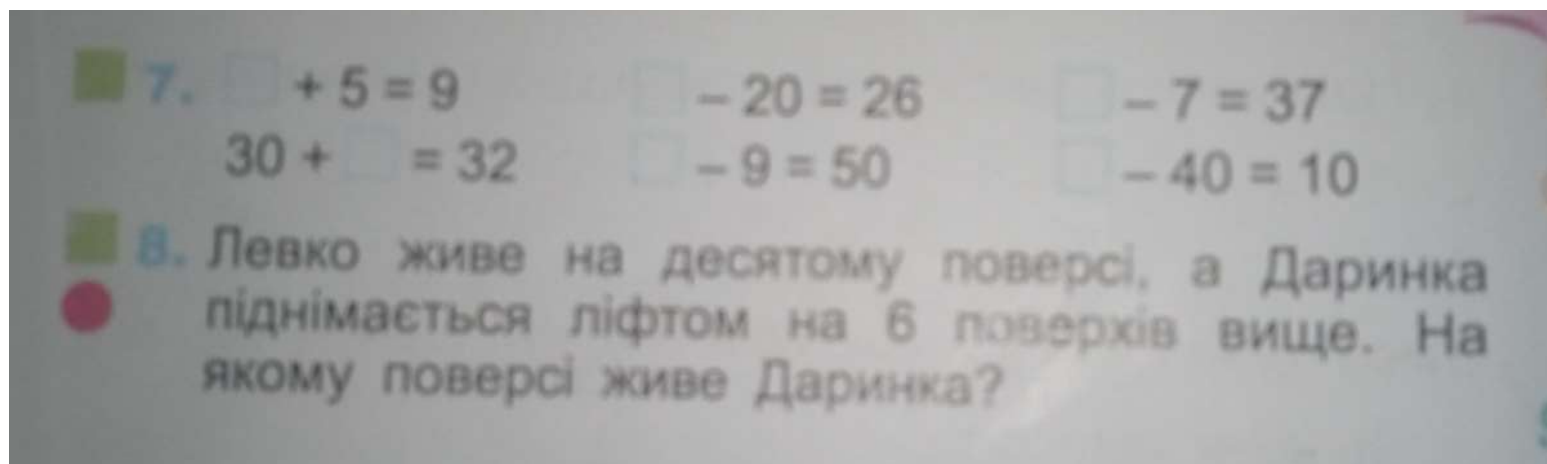 7. □ + 5 = 9 □ – 20 = 26 □ – 7 = 37
30 + □ = 32 □ – 9 = 50 □ – 40 = 10
8. Левко живе на десятому поверсі, а Даринка
піднімається ліфтом на 6 поверхів вище. На
якому поверсі живе Даринка?